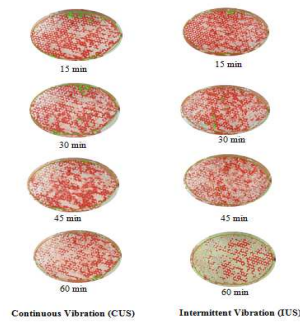 15 min
15 min
30 min
30 min
45 min
45 min
60 min
60 min
Continuous Vibration (CUS)
Intermittent Vibration (IUS)